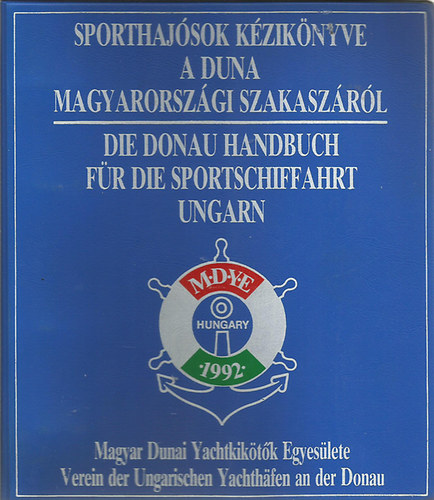 SPORTHAJÓSOK KÉZIKÖNYVE
A DUNA
MAGYARORSZÁGI SZAKASZÁRÓL
DIE DONAU HANDBUCH
FÜR DIE SPORTSCHIFFAHRT
UNGARN
M·D·Y·E
HUNGARY
·1992·
Magyar Dunai Yachtkikötők Egyesülete
Verein der Ungarischen Yachthäfen an der Donau